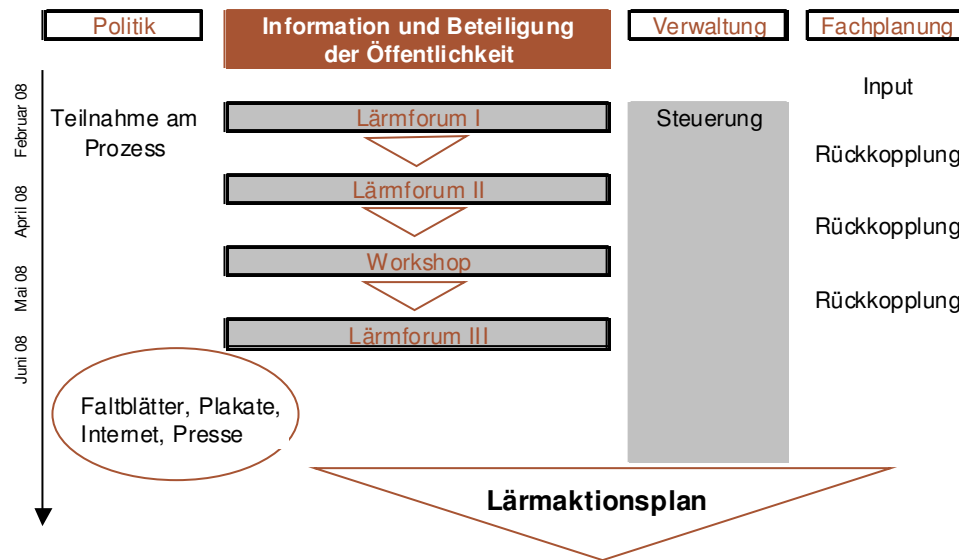 Politik
Information und Beteiligung
der Öffentlichkeit
Verwaltung
Fachplanung
Februar 08
April 08
Mai 08
Juni 08
Teilnahme am
Prozess
Lärmforum I
Lärmforum II
Workshop
Lärmforum III
Steuerung
Input
Rückkopplung
Rückkopplung
Rückkopplung
Faltblätter, Plakate,
Internet, Presse
Lärmaktionsplan